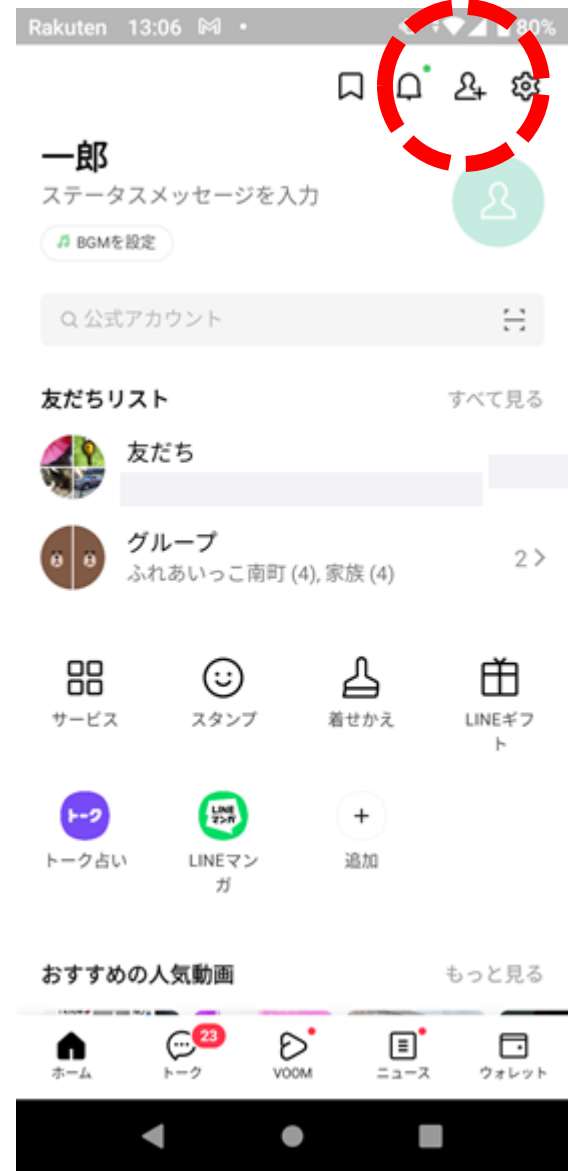 Rakuten 13:06
80%
一郎
ステータスメッセージを入力
BGMを設定
公式アカウント
友だちリスト
すべて見る
友だち
グループ
ふれあいっこ南町 (4), 家族 (4)
2
サービス
スタンプ
着せかえ
LINEギフ
ト
トーク
トーク占い
LINE
マンガ
LINEマン
ガ
追加
おすすめの人気動画
もっと見る
23
ホーム
トーク
VOOM
ニュース
ウォレット